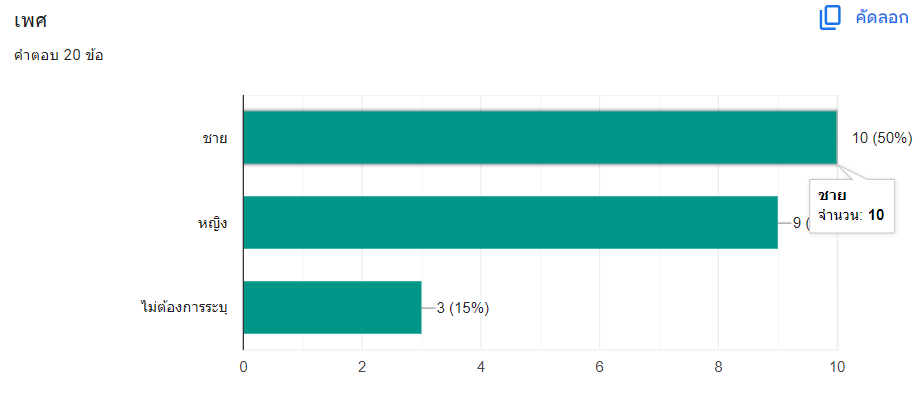 เพศ
คัดลอก
คำตอบ 20 ข้อ
ชาย
10 (50%)
ชาย
จำนวน: 10
หญิง
9 (
ไม่ต้องการระบุ
3 (15%)
0 2 4 6 8 10